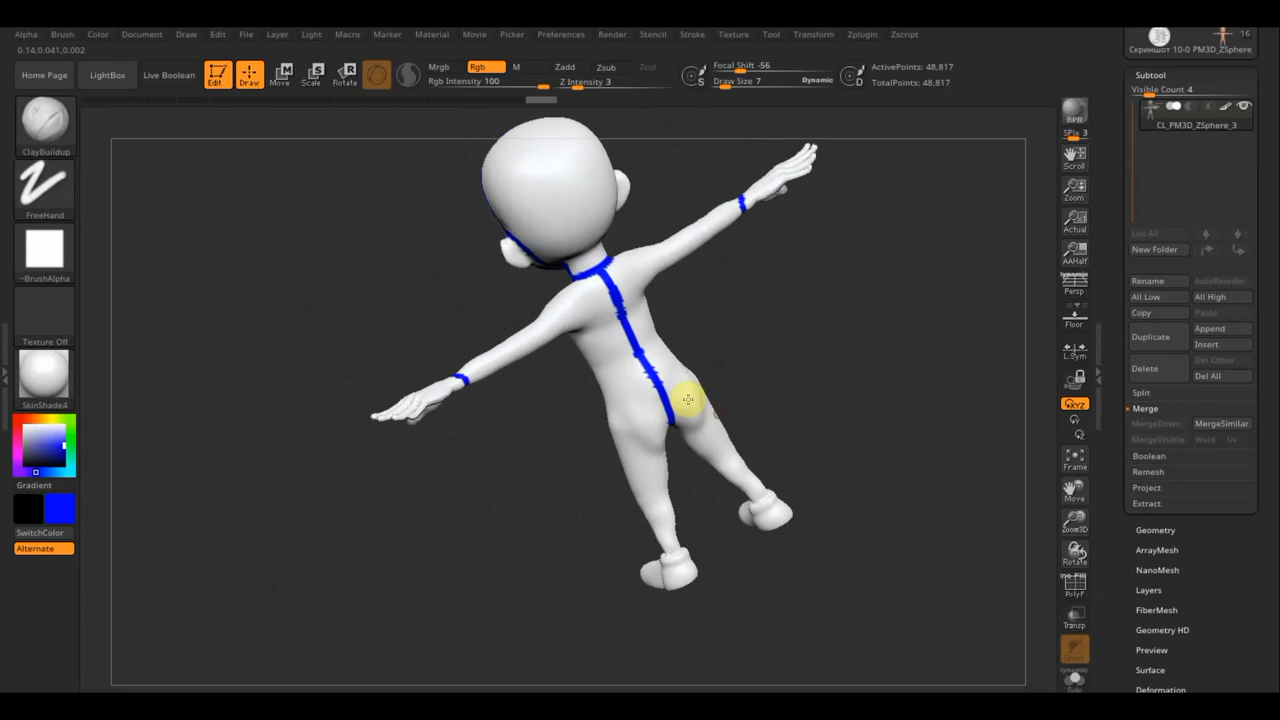 Alpha Brush Color Document Draw Edit File Layer Light Macro Marker Material Movie Picker Preferences Render Stencil Stroke Texture Tool Transform Zplugin Zscript
0.14,0.041,0.002
Home Page
LightBox
Live Boolean
Edit
Draw
Move
Scale
Rotate
Mrgb
Rgb
M
Zadd
Zsub
Zcut
Rgb Intensity 100
Z Intensity 3
S
Focal Shift -56
Draw Size 7
Dynamic
D
ActivePoints: 48,817
TotalPoints: 48,817
ClayBuildup
FreeHand
~BrushAlpha
Texture Off
SkinShade4
Gradient
SwitchColor
Alternate
BPR
SPix 3
Scroll
Zoom
Actual
AAHalf
Dynamic
Persp
Floor
L.Sym
XYZ
Y
Z
Frame
Move
Zoom3D
Rotate
PolyF
Transp
Ghost
Dynamic
Solo
16
Скриншот 10-0 PM3D_ZSphere_
Subtool
Visible Count 4
CL_PM3D_ZSphere_3
List All
New Folder
Rename
AutoReorder
All Low
All High
Copy
Paste
Duplicate
Append
Insert
Delete
Del Other
Del All
Split
Merge
MergeDown
MergeSimilar
MergeVisible
Weld
Uv
Boolean
Remesh
Project
Extract
Geometry
ArrayMesh
NanoMesh
Layers
FiberMesh
Geometry HD
Preview
Surface
Deformation